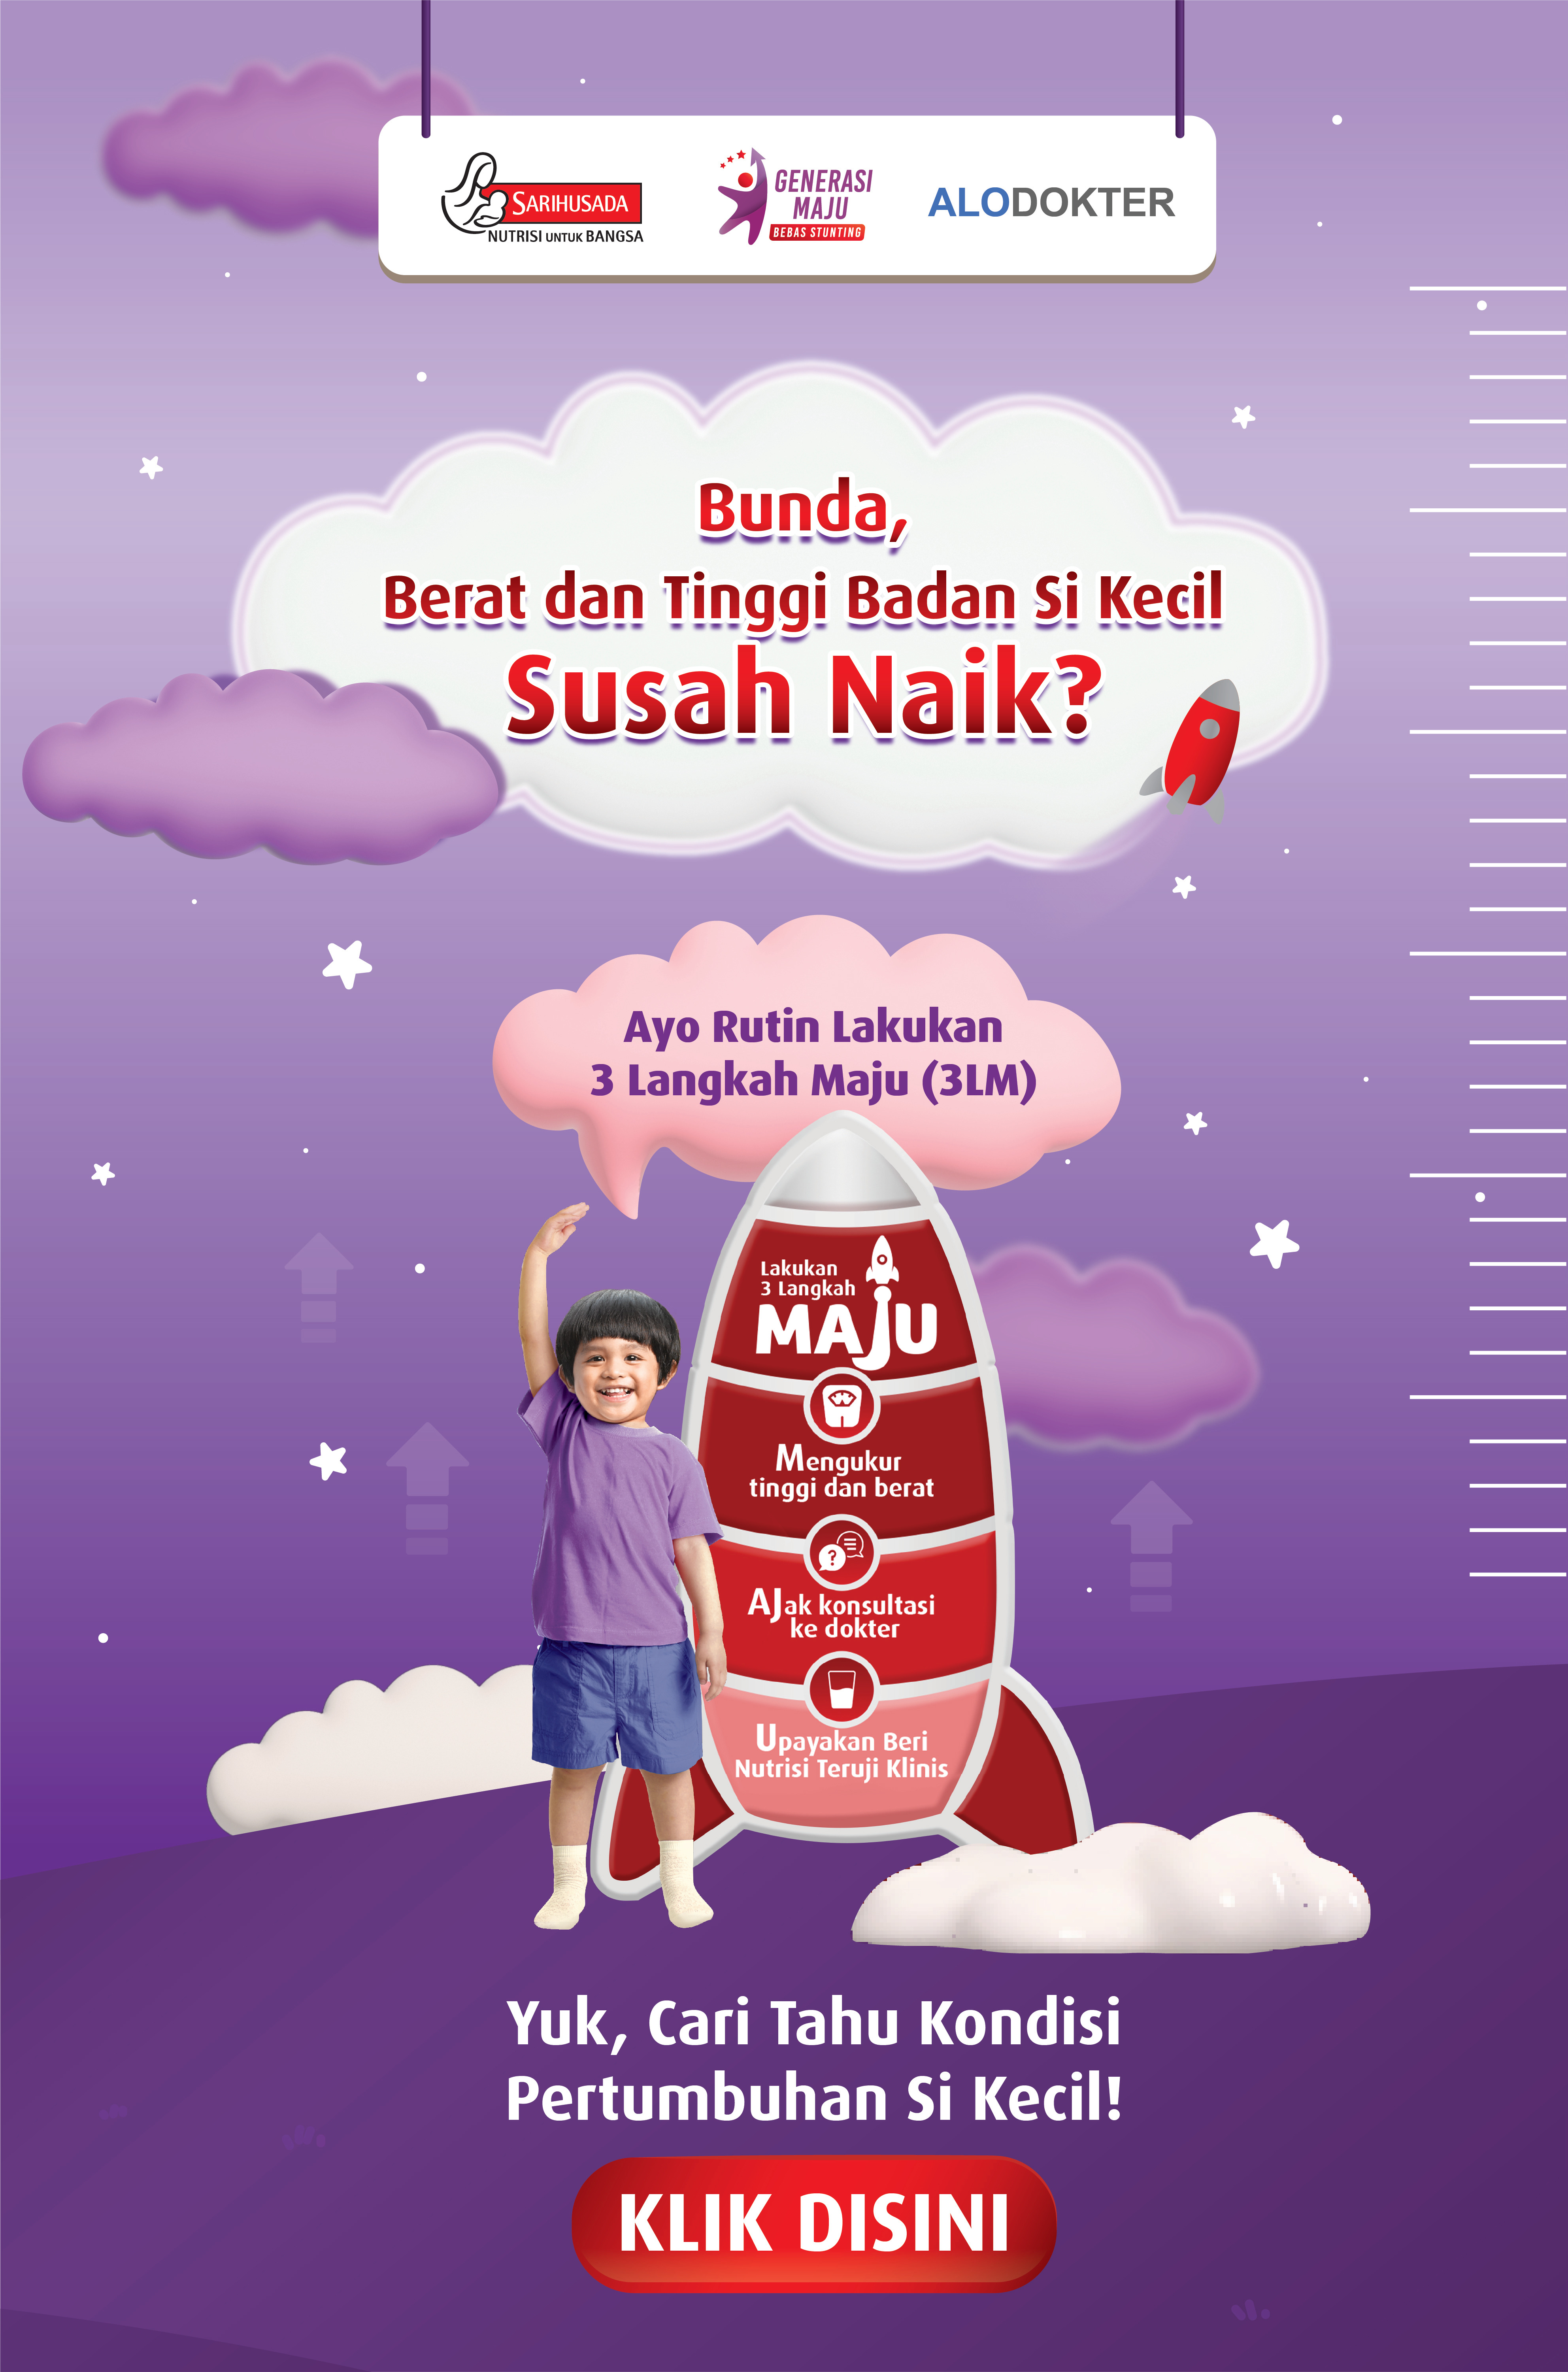 SARIHUSADA
NUTRISI UNTUK BANGSA
GENERASI
MAJU
BEBAS STUNTING
ALODOKTER
Bunda,
Berat dan Tinggi Badan Si Kecil
Susah Naik?
Ayo Rutin Lakukan
3 Langkah Maju (3LM)
Lakukan
3 Langkah
MAJU
Mengukur
tinggi dan berat
AJak konsultasi
ke dokter
Upayakan Beri
Nutrisi Teruji Klinis
Yuk, Cari Tahu Kondisi
Pertumbuhan Si Kecil!
KLIK DISINI